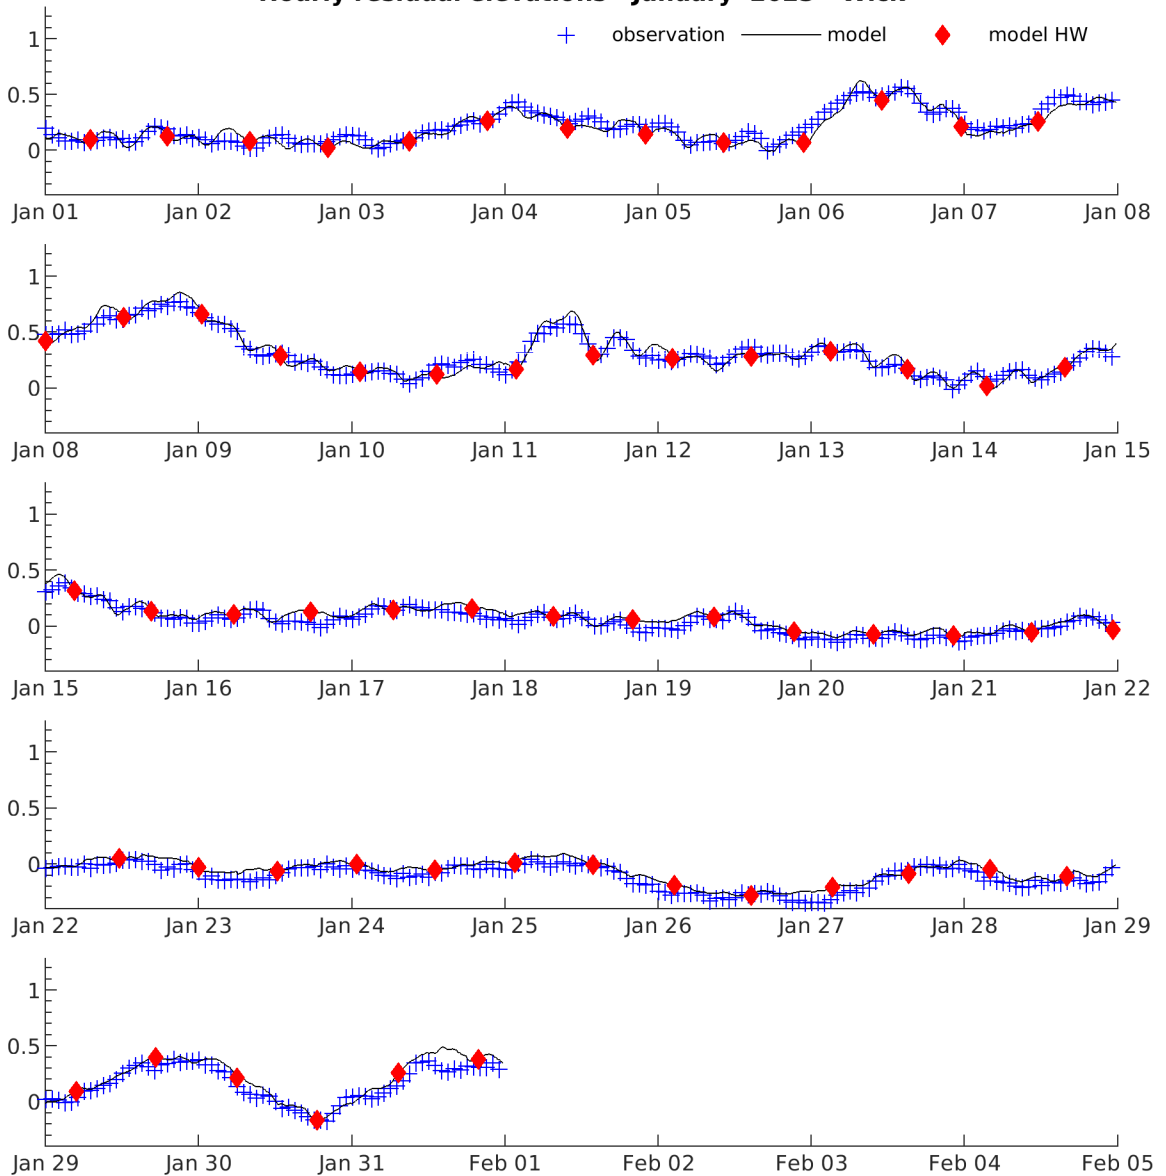 Hourly residual elevations January Wick
observation model model HW
1
0.5
0
Jan 01 Jan 02 Jan 03 Jan 04 Jan 05 Jan 06 Jan 07 Jan 08
1
0.5
0
Jan 08 Jan 09 Jan 10 Jan 11 Jan 12 Jan 13 Jan 14 Jan 15
1
0.5
0
Jan 15 Jan 16 Jan 17 Jan 18 Jan 19 Jan 20 Jan 21 Jan 22
1
0.5
0
Jan 22 Jan 23 Jan 24 Jan 25 Jan 26 Jan 27 Jan 28 Jan 29
1
0.5
0
Jan 29 Jan 30 Jan 31 Feb 01 Feb 02 Feb 03 Feb 04 Feb 05